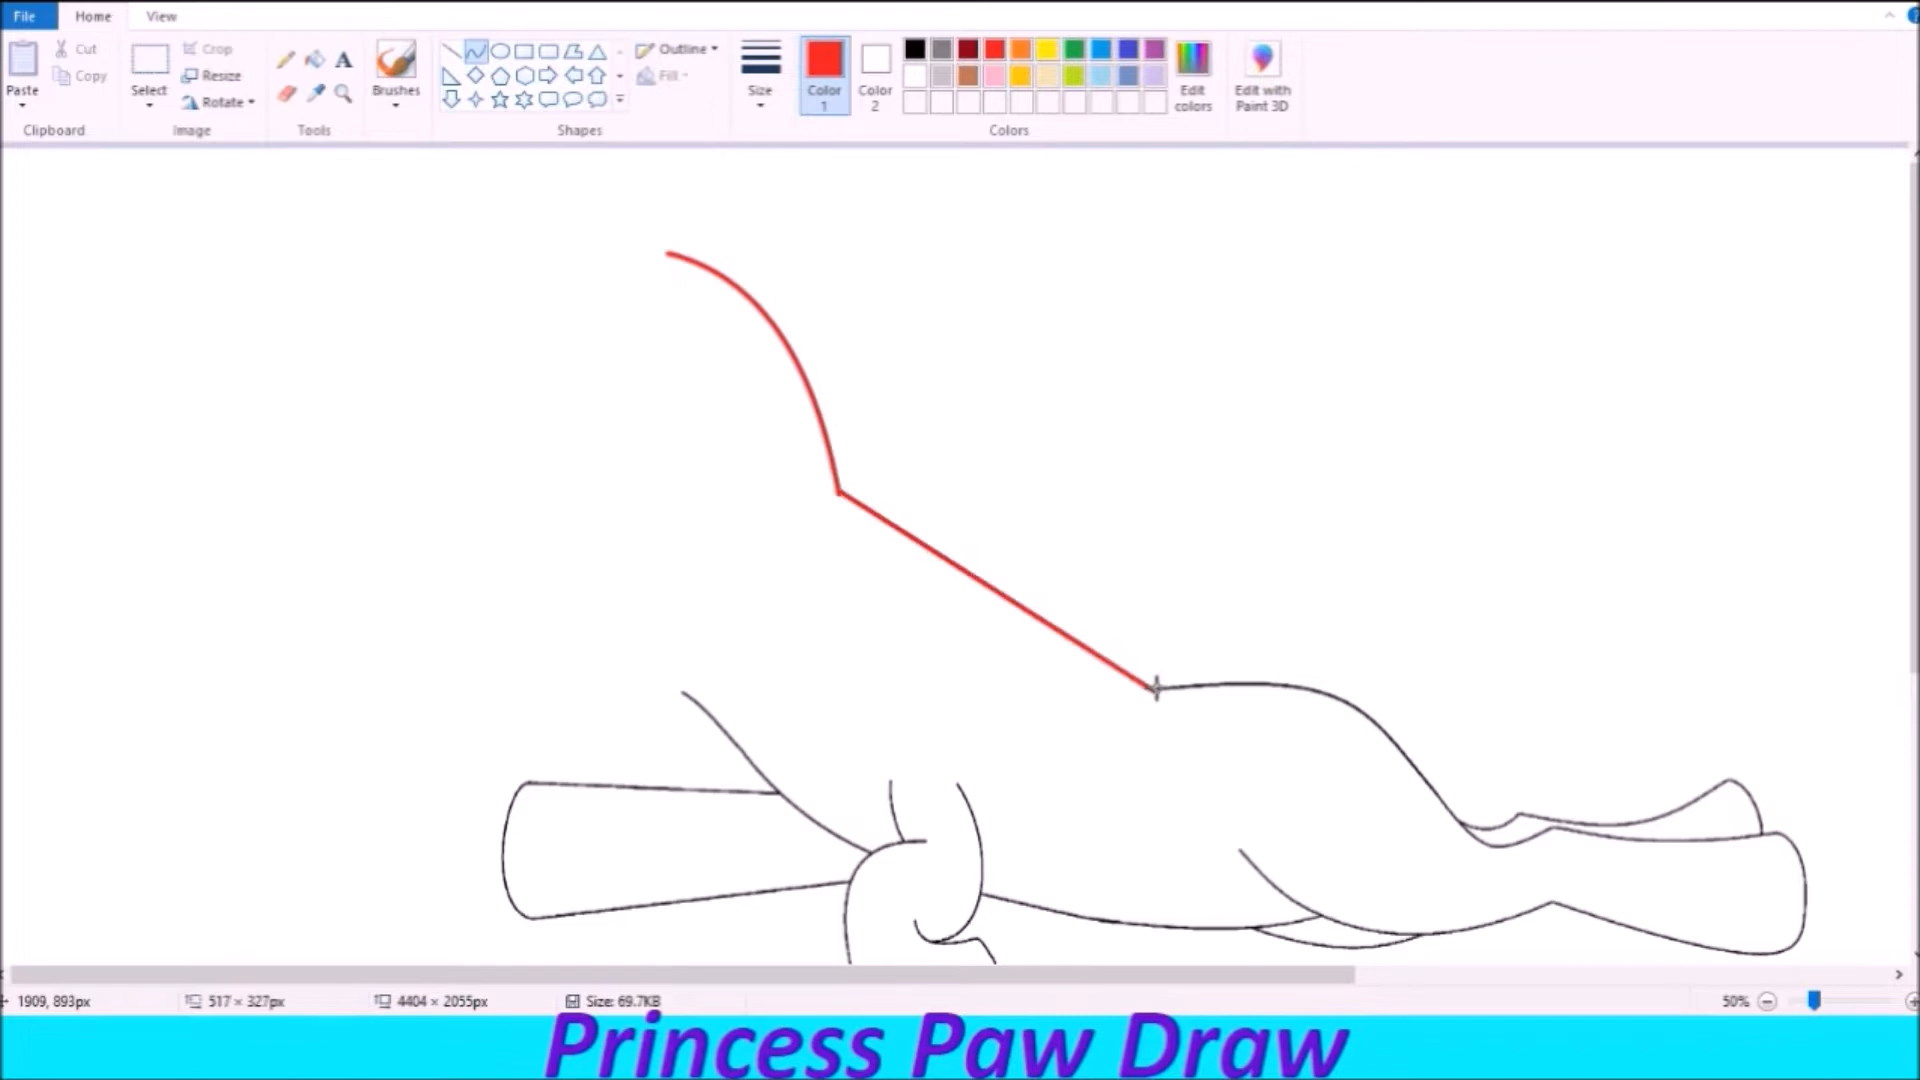 File Home View
Paste Cut Copy
Clipboard
Select Crop Resize Rotate
Image
A
Tools
Brushes
Outline Fill
Shapes
Size
Color 1 Color 2
Edit colors
Colors
Edit with Paint 3D
1909, 893px 517 × 327px 4404 × 2055px Size: 69.7KB 50%
Princess Paw Draw